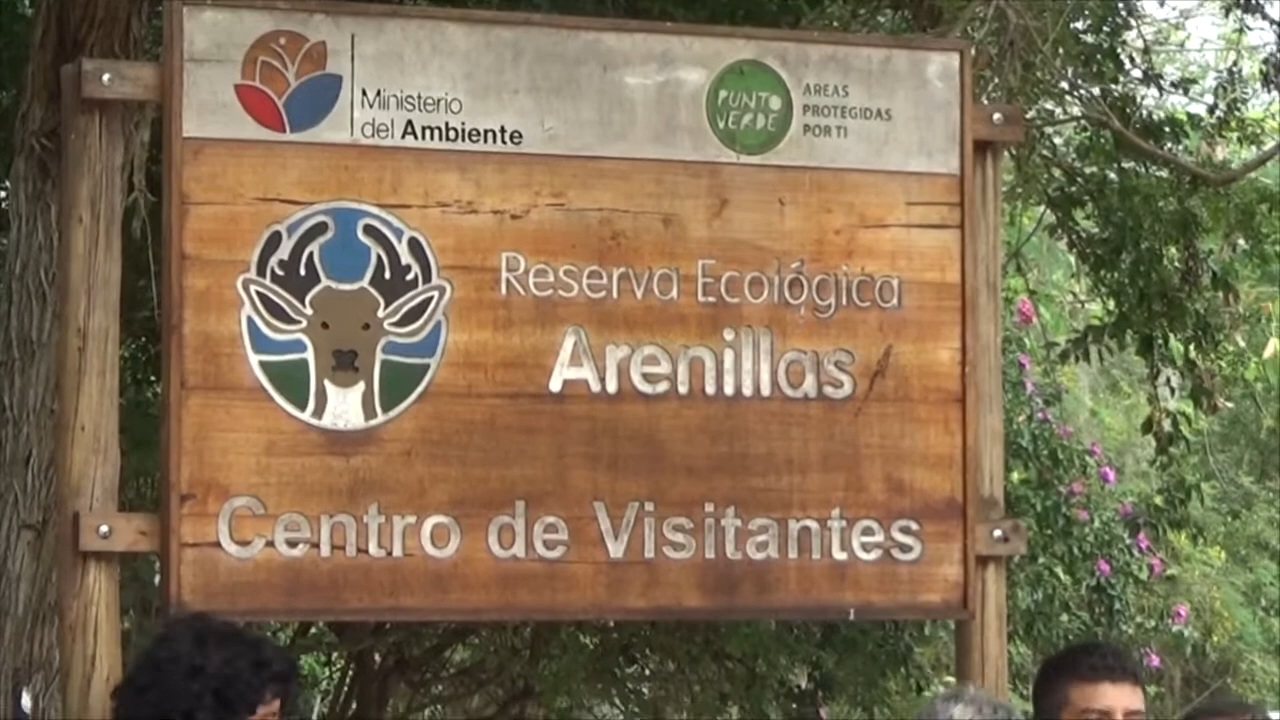 Ministerio
del Ambiente
PUNTO
VERDE
AREAS
PROTEGIDAS
POR TI
Reserva Ecológica
Arenillas
Centro de Visitantes